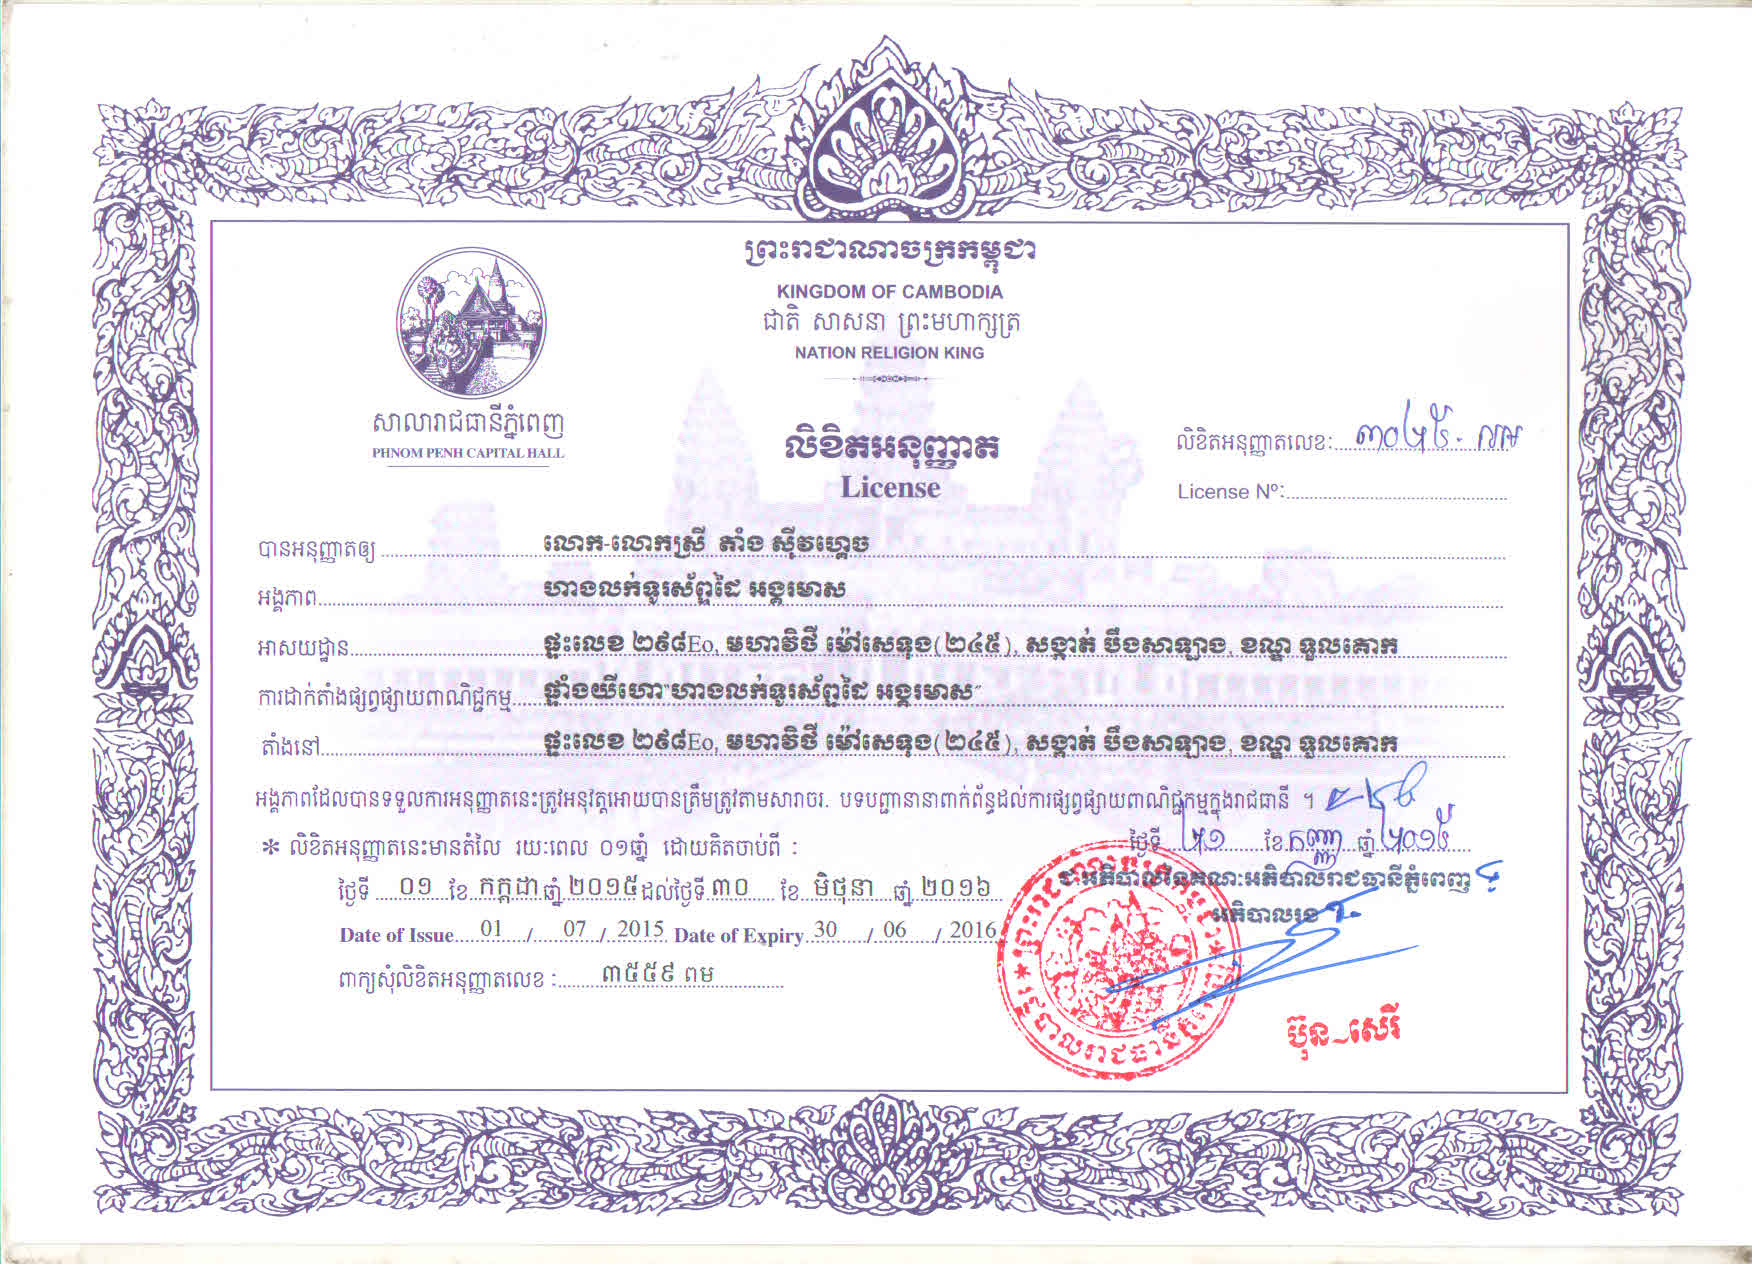 ព្រះរាជាណាចក្រកម្ពុជា
KINGDOM OF CAMBODIA
ជាតិ សាសនា ព្រះមហាក្សត្រ
NATION RELIGION KING
សាលារាជធានីភ្នំពេញ
PHNOM PENH CAPITAL HALL
លិខិតអនុញ្ញាត
License
លិខិតអនុញ្ញាតលេខ:
License Nº:
បានអនុញ្ញាតឲ្យ លោក-លោកស្រី តាំង ស៊ីវហ្គេច
អង្គភាព ហាងលក់ទូរស័ព្ទដៃ អង្គរមាស
អាសយដ្ឋាន ផ្ទះលេខ ២៩៨Eo, មហាវិថី ម៉ៅសេទុង(២៤៥), សង្កាត់ បឹងសាឡាង, ខណ្ឌ ទួលគោក
ការដាក់តាំងផ្សព្វផ្សាយពាណិជ្ជកម្ម ផ្ទាំងយីហោ"ហាងលក់ទូរស័ព្ទដៃ អង្គរមាស"
តាំងនៅ ផ្ទះលេខ ២៩៨Eo, មហាវិថី ម៉ៅសេទុង(២៤៥), សង្កាត់ បឹងសាឡាង, ខណ្ឌ ទួលគោក
អង្គភាពដែលបានទទួលការអនុញ្ញាតនេះត្រូវអនុវត្តអោយបានត្រឹមត្រូវតាមសារាចរ. បទបញ្ជានានាពាក់ព័ន្ធដល់ការផ្សព្វផ្សាយពាណិជ្ជកម្មក្នុងរាជធានី ។
ថ្ងៃទី ២១ ខែ កញ្ញា ឆ្នាំ ២០១៥
* លិខិតអនុញ្ញាតនេះមានតំលៃ រយៈពេល ០១ឆ្នាំ ដោយគិតចាប់ពី :
ថ្ងៃទី ០១ ខែ កក្កដា ឆ្នាំ ២០១៥ ដល់ថ្ងៃទី ៣០ ខែ មិថុនា ឆ្នាំ ២០១៦
ជ.អភិបាលនៃគណៈអភិបាលរាជធានីភ្នំពេញ
អភិបាលរង
Date of Issue 01 / 07 / 2015 Date of Expiry 30 / 06 / 2016
ពាក្យសុំលិខិតអនុញ្ញាតលេខ : ៣៥៥៩ ពម
ប៊ុន-សេរី